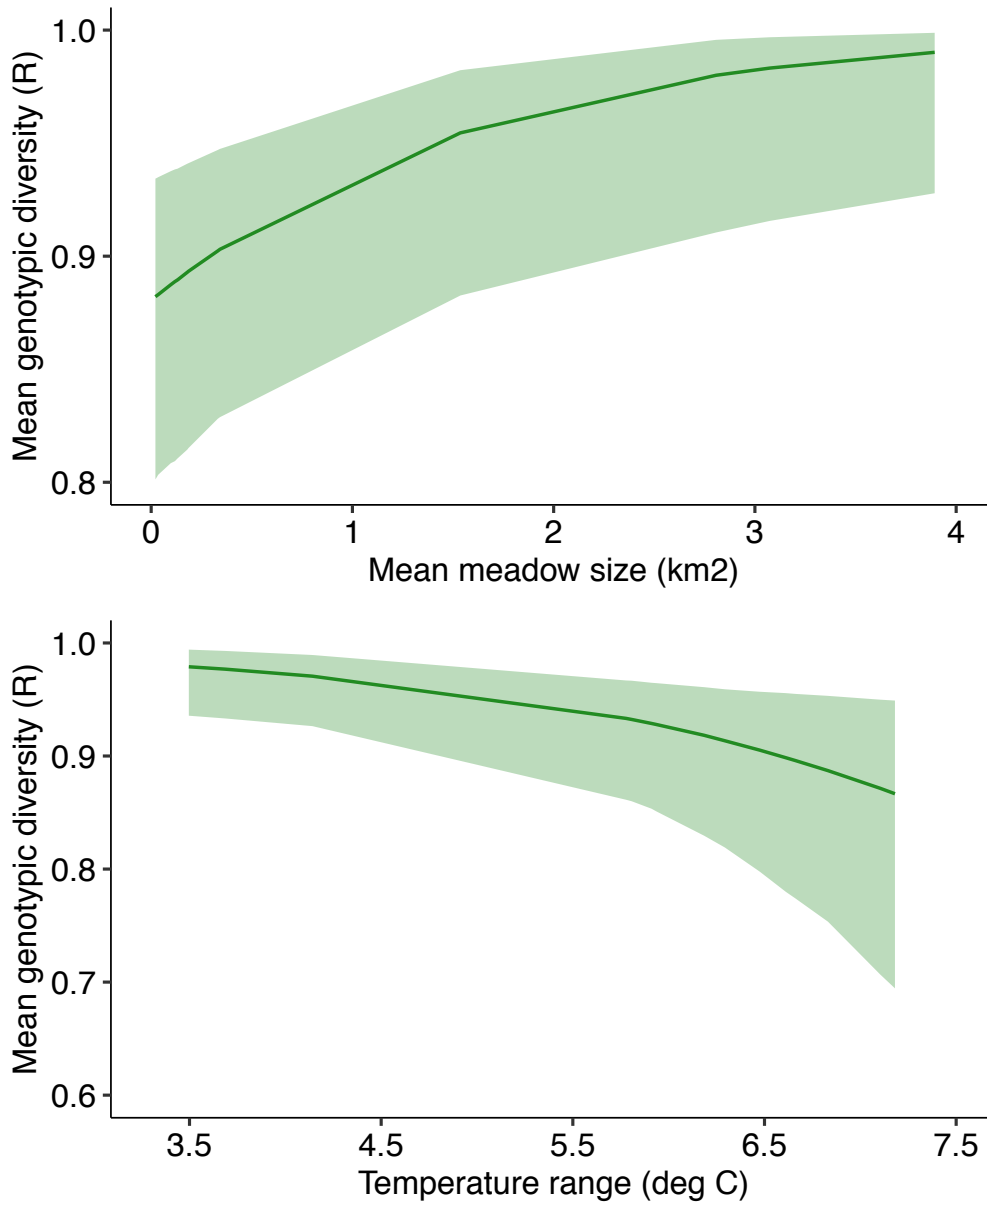 Mean genotypic diversity (R)
1.0
0.9
0.8
0 1 2 3 4
Mean meadow size (km2)
Mean genotypic diversity (R)
1.0
0.9
0.8
0.7
0.6
3.5 4.5 5.5 6.5 7.5
Temperature range (deg C)